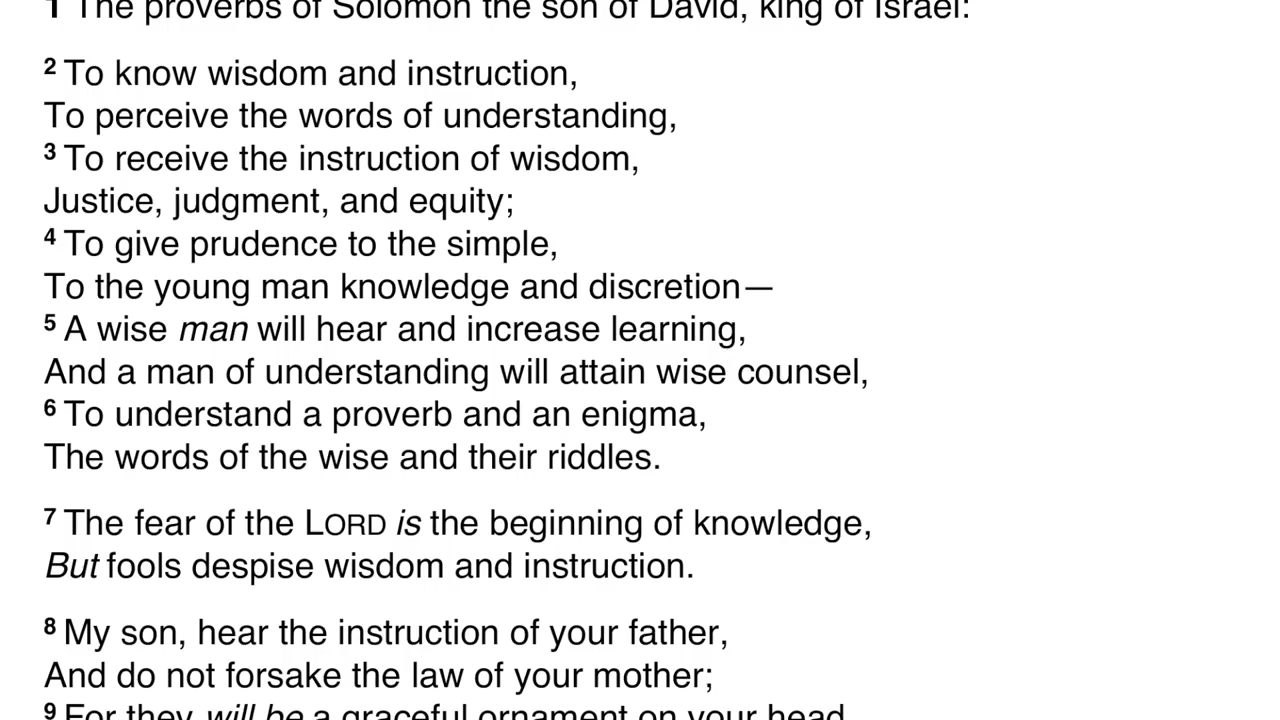 1 The proverbs of Solomon the son of David, king of Israel:
2 To know wisdom and instruction,
To perceive the words of understanding,
3 To receive the instruction of wisdom,
Justice, judgment, and equity;
4 To give prudence to the simple,
To the young man knowledge and discretion—
5 A wise man will hear and increase learning,
And a man of understanding will attain wise counsel,
6 To understand a proverb and an enigma,
The words of the wise and their riddles.
7 The fear of the LORD is the beginning of knowledge,
But fools despise wisdom and instruction.
8 My son, hear the instruction of your father,
And do not forsake the law of your mother;
9 For they will be a graceful ornament on your head